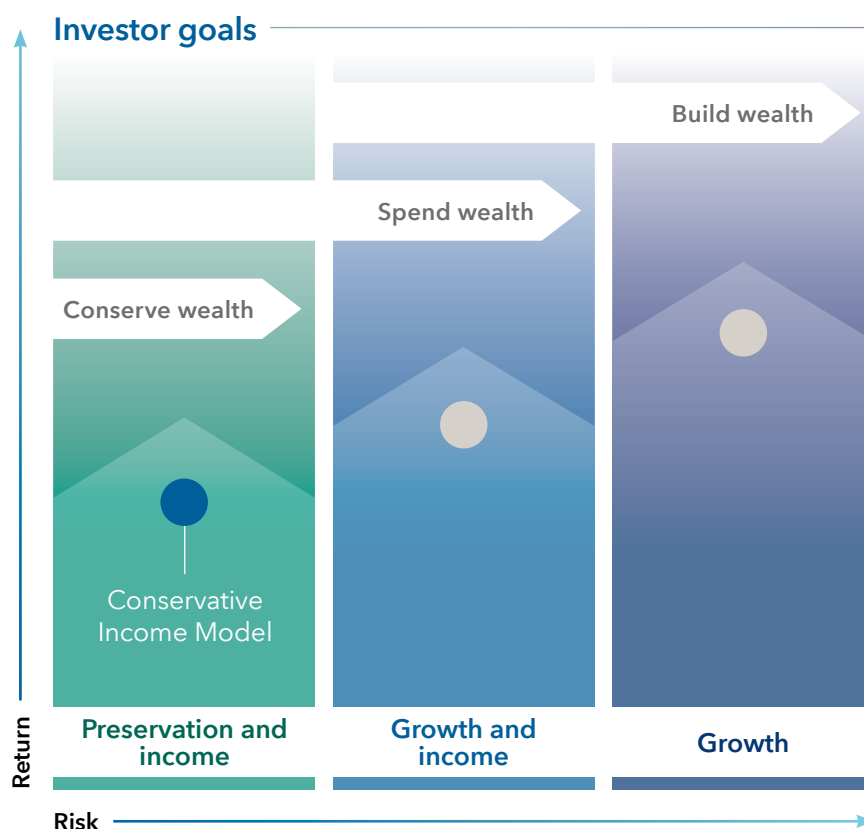 Investor goals
Build wealth
Spend wealth
Conserve wealth
Conservative
Income Model
Return
Preservation and
income
Growth and
income
Growth
Risk